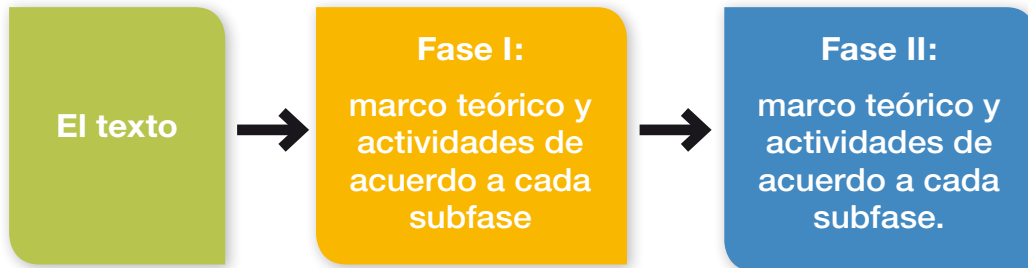 El texto
Fase I:
marco teórico y
actividades de
acuerdo a cada
subfase
Fase II:
marco teórico y
actividades de
acuerdo a cada
subfase.